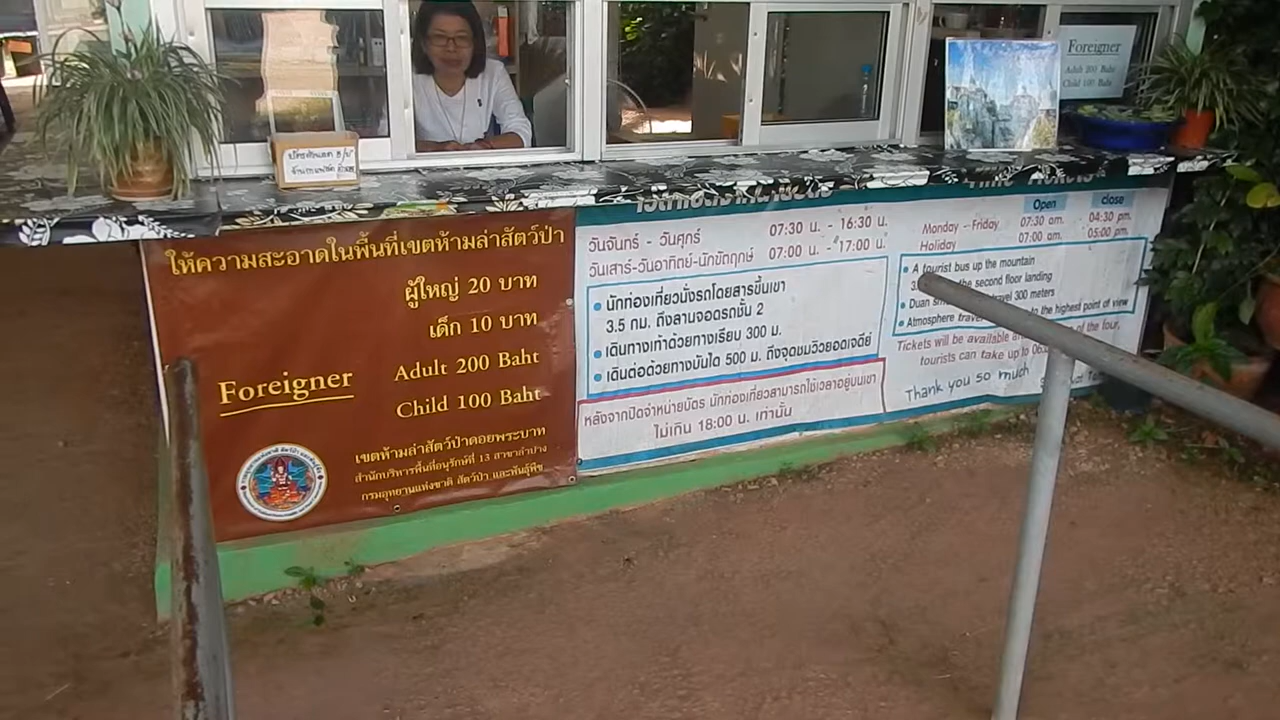 Foreigner
Adult 200 Baht
Child 100 Baht
ให้ความสะอาดในพื้นที่เขตห้ามล่าสัตว์ป่า
ผู้ใหญ่ 20 บาท
เด็ก 10 บาท
Adult 200 Baht
Foreigner
Child 100 Baht
เขตห้ามล่าสัตว์ป่าดอยพระบาท
สำนักบริหารพื้นที่อนุรักษ์ที่ 13 สาขาลำปาง
กรมอุทยานแห่งชาติ สัตว์ป่า และพันธุ์พืช
วันจันทร์ - วันศุกร์ 07:30 น. - 16:30 น.
วันเสาร์-วันอาทิตย์-นักขัตฤกษ์ 07:00 น. - 17:00 น.
นักท่องเที่ยวนั่งรถโดยสารขึ้นเขา
3.5 กม. ถึงลานจอดรถชั้น 2
เดินทางเท้าด้วยทางเรียบ 300 ม.
เดินต่อด้วยทางบันได 500 ม. ถึงจุดชมวิวยอดเจดีย์
หลังจากปิดจำหน่ายบัตร นักท่องเที่ยวสามารถใช้เวลาอยู่บนเขา
ไม่เกิน 18:00 น. เท่านั้น
Open close
Monday - Friday 07:30 am. 04:30 pm.
Holiday 07:00 am. 05:00 pm.
A tourist bus up the mountain
the second floor landing
Duan travel 300 meters
Atmosphere to the highest point of view
Tickets will be available of the tour,
tourists can take up to
Thank you so much